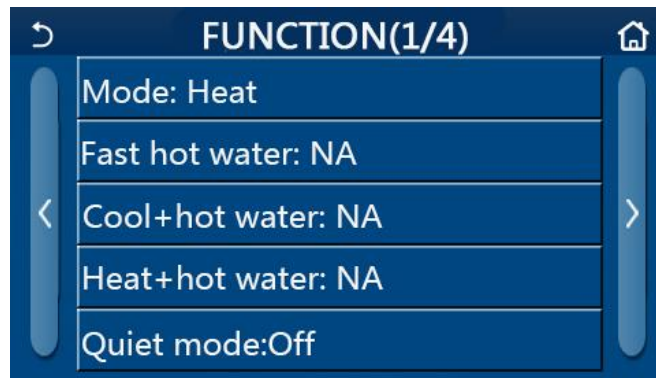 FUNCTION(1/4)
Mode: Heat
Fast hot water: NA
Cool+hot water: NA
Heat+hot water: NA
Quiet mode:Off